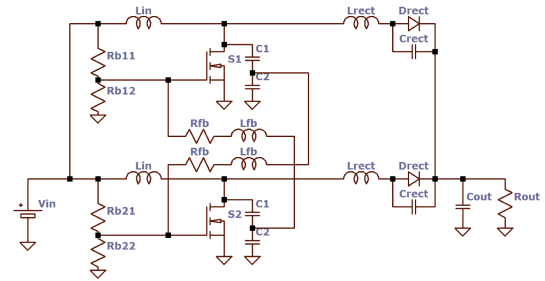 Lin Lrect Drect
Rb11 C1 Crect
S1
Rb12 C2
Rfb Lfb
Rfb Lfb
Lin Lrect Drect
+ Vin Rb21 C1 Crect Cout Rout
S2
Rb22 C2